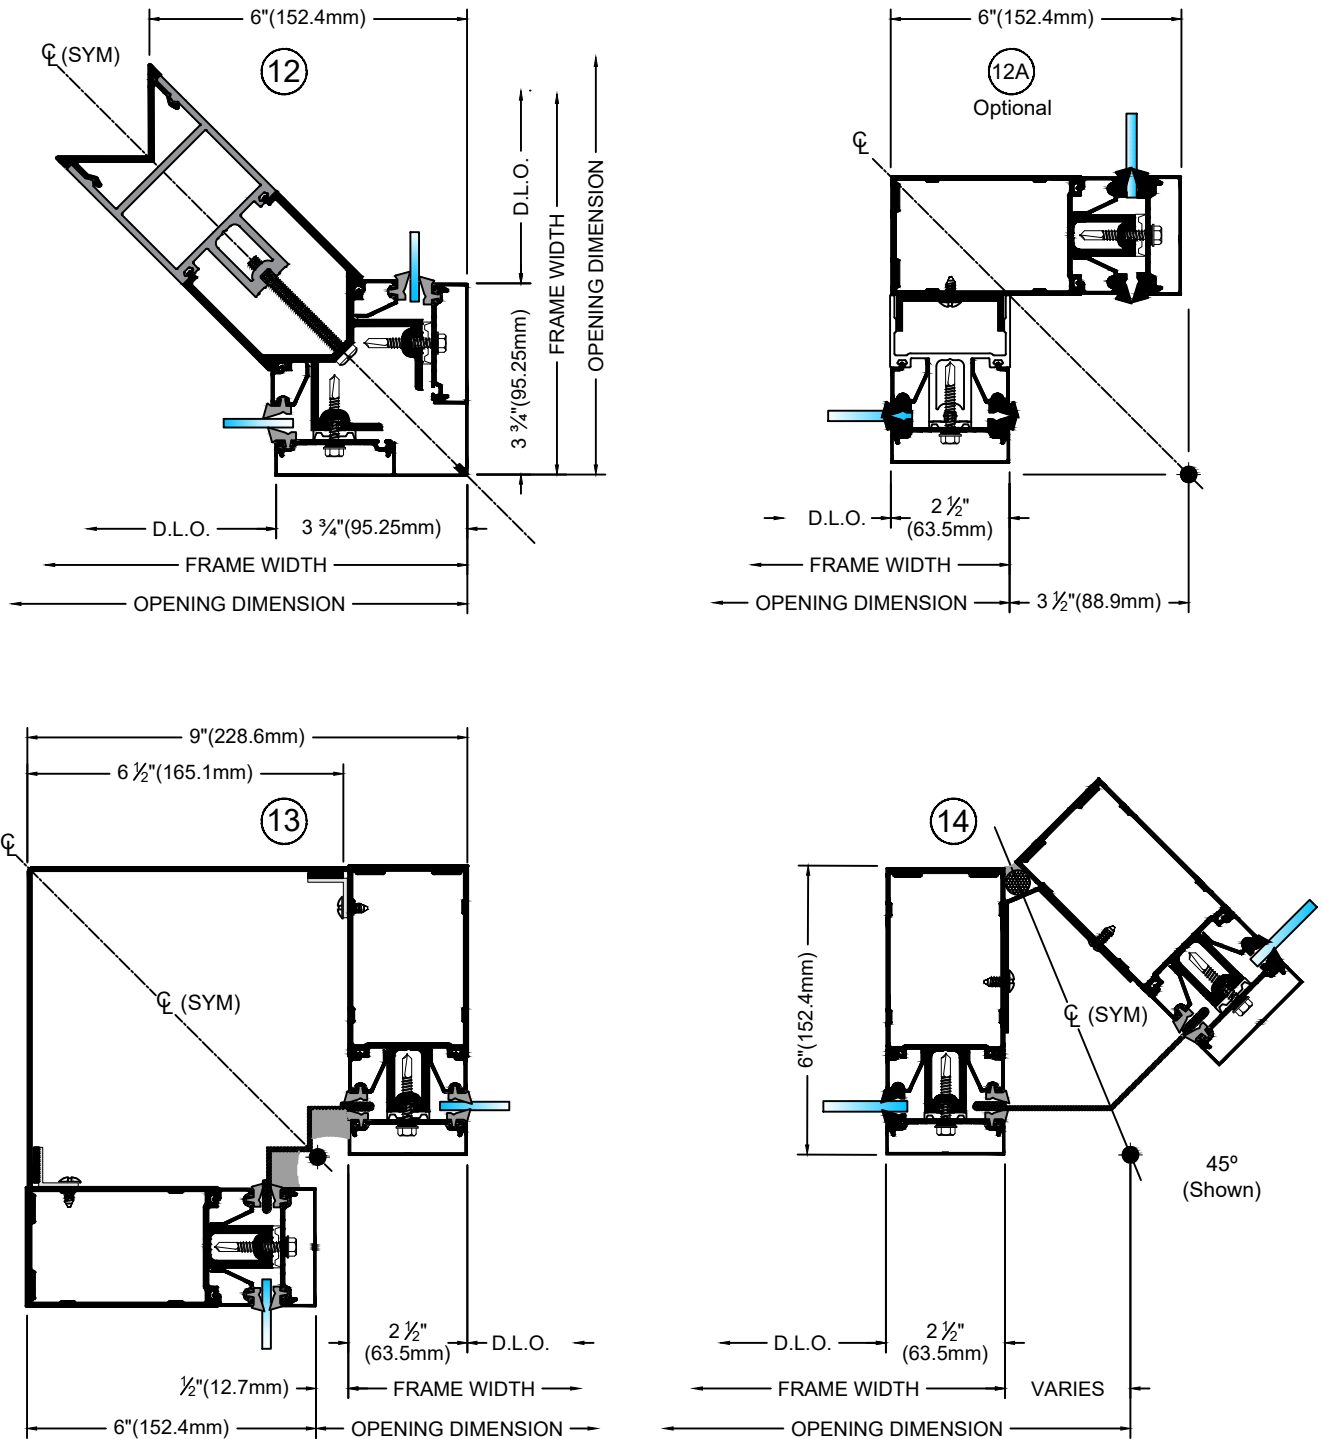 6"(152.4mm)
℄ (SYM)
12
D.L.O.
FRAME WIDTH
OPENING DIMENSION
3 ¾"(95.25mm)
D.L.O.
3 ¾"(95.25mm)
FRAME WIDTH
OPENING DIMENSION
6"(152.4mm)
12A
Optional
℄
D.L.O.
2 ½"
(63.5mm)
FRAME WIDTH
OPENING DIMENSION
3 ½"(88.9mm)
9"(228.6mm)
6 ½"(165.1mm)
13
℄
℄ (SYM)
2 ½"
(63.5mm)
D.L.O.
½"(12.7mm)
FRAME WIDTH
6"(152.4mm)
OPENING DIMENSION
14
6"(152.4mm)
℄ (SYM)
45º
(Shown)
D.L.O.
2 ½"
(63.5mm)
FRAME WIDTH
VARIES
OPENING DIMENSION